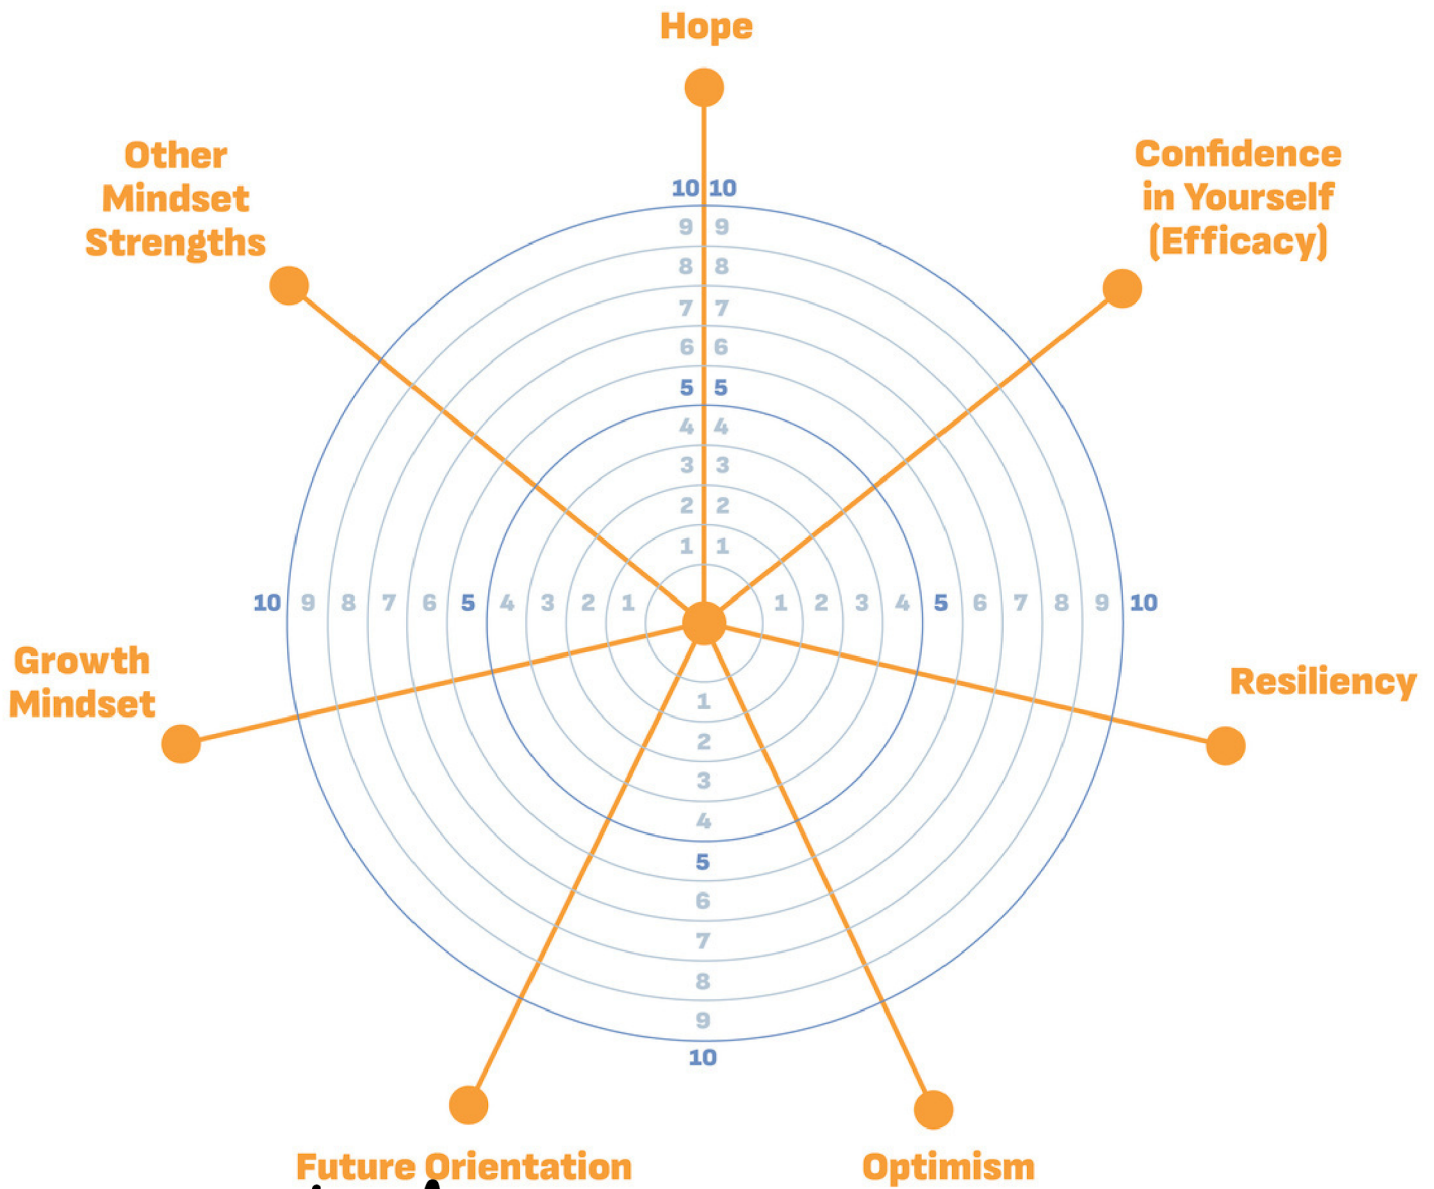 Hope
Other
Mindset
Strengths
Confidence
in Yourself
(Efficacy)
10 10
9 9
8 8
7 7
6 6
5 5
4 4
3 3
2 2
1 1
10 9 8 7 6 5 4 3 2 1 1 2 3 4 5 6 7 8 9 10
Growth
Mindset
Resiliency
1
2
3
4
5
6
7
8
9
10
Future Orientation
Optimism